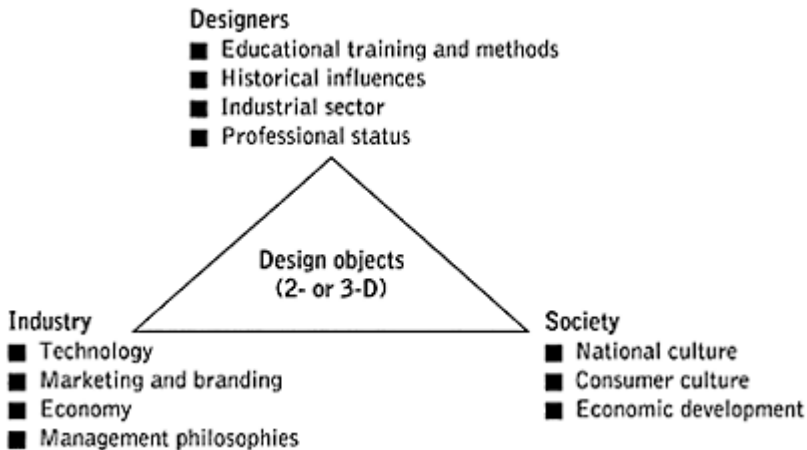 Designers
■ Educational training and methods
■ Historical influences
■ Industrial sector
■ Professional status
Design objects
(2- or 3-D)
Industry
■ Technology
■ Marketing and branding
■ Economy
■ Management philosophies
Society
■ National culture
■ Consumer culture
■ Economic development